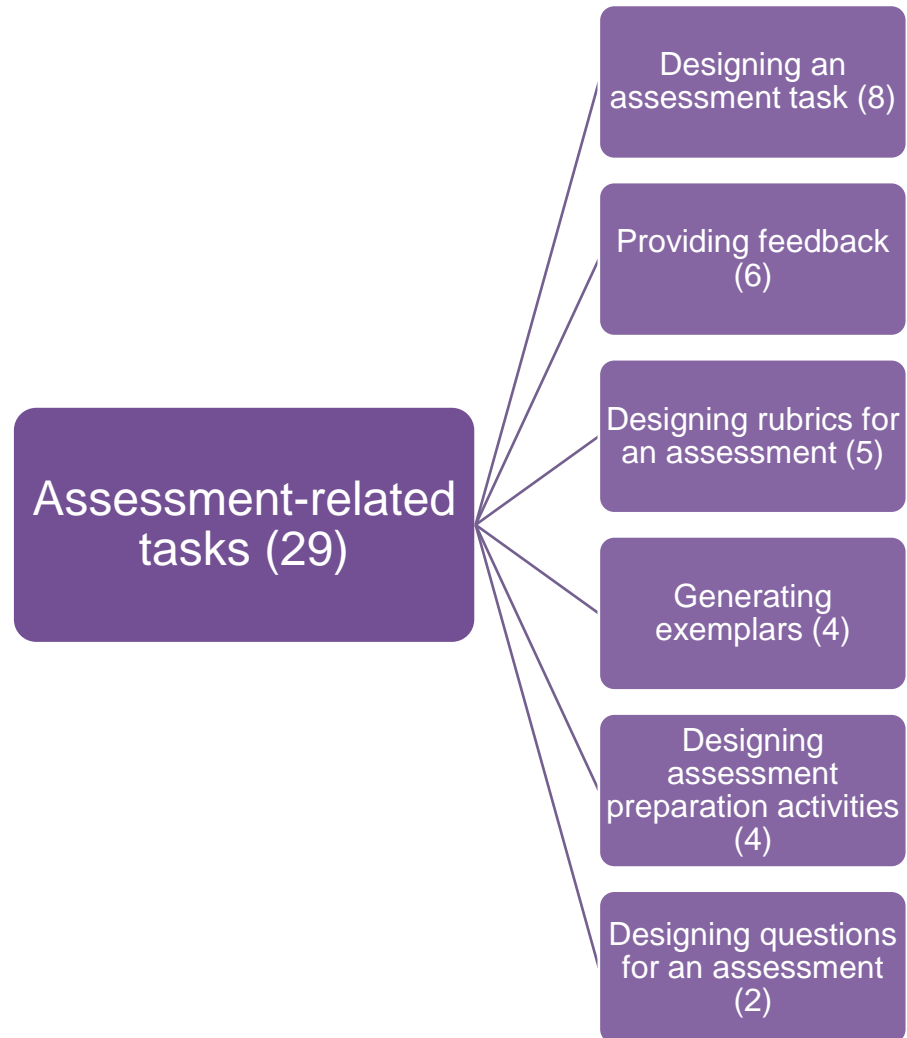 Designing an
assessment task (8)
Providing feedback
(6)
Designing rubrics for
an assessment (5)
Assessment-related
tasks (29)
Generating
exemplars (4)
Designing
assessment
preparation activities
(4)
Designing questions
for an assessment
(2)